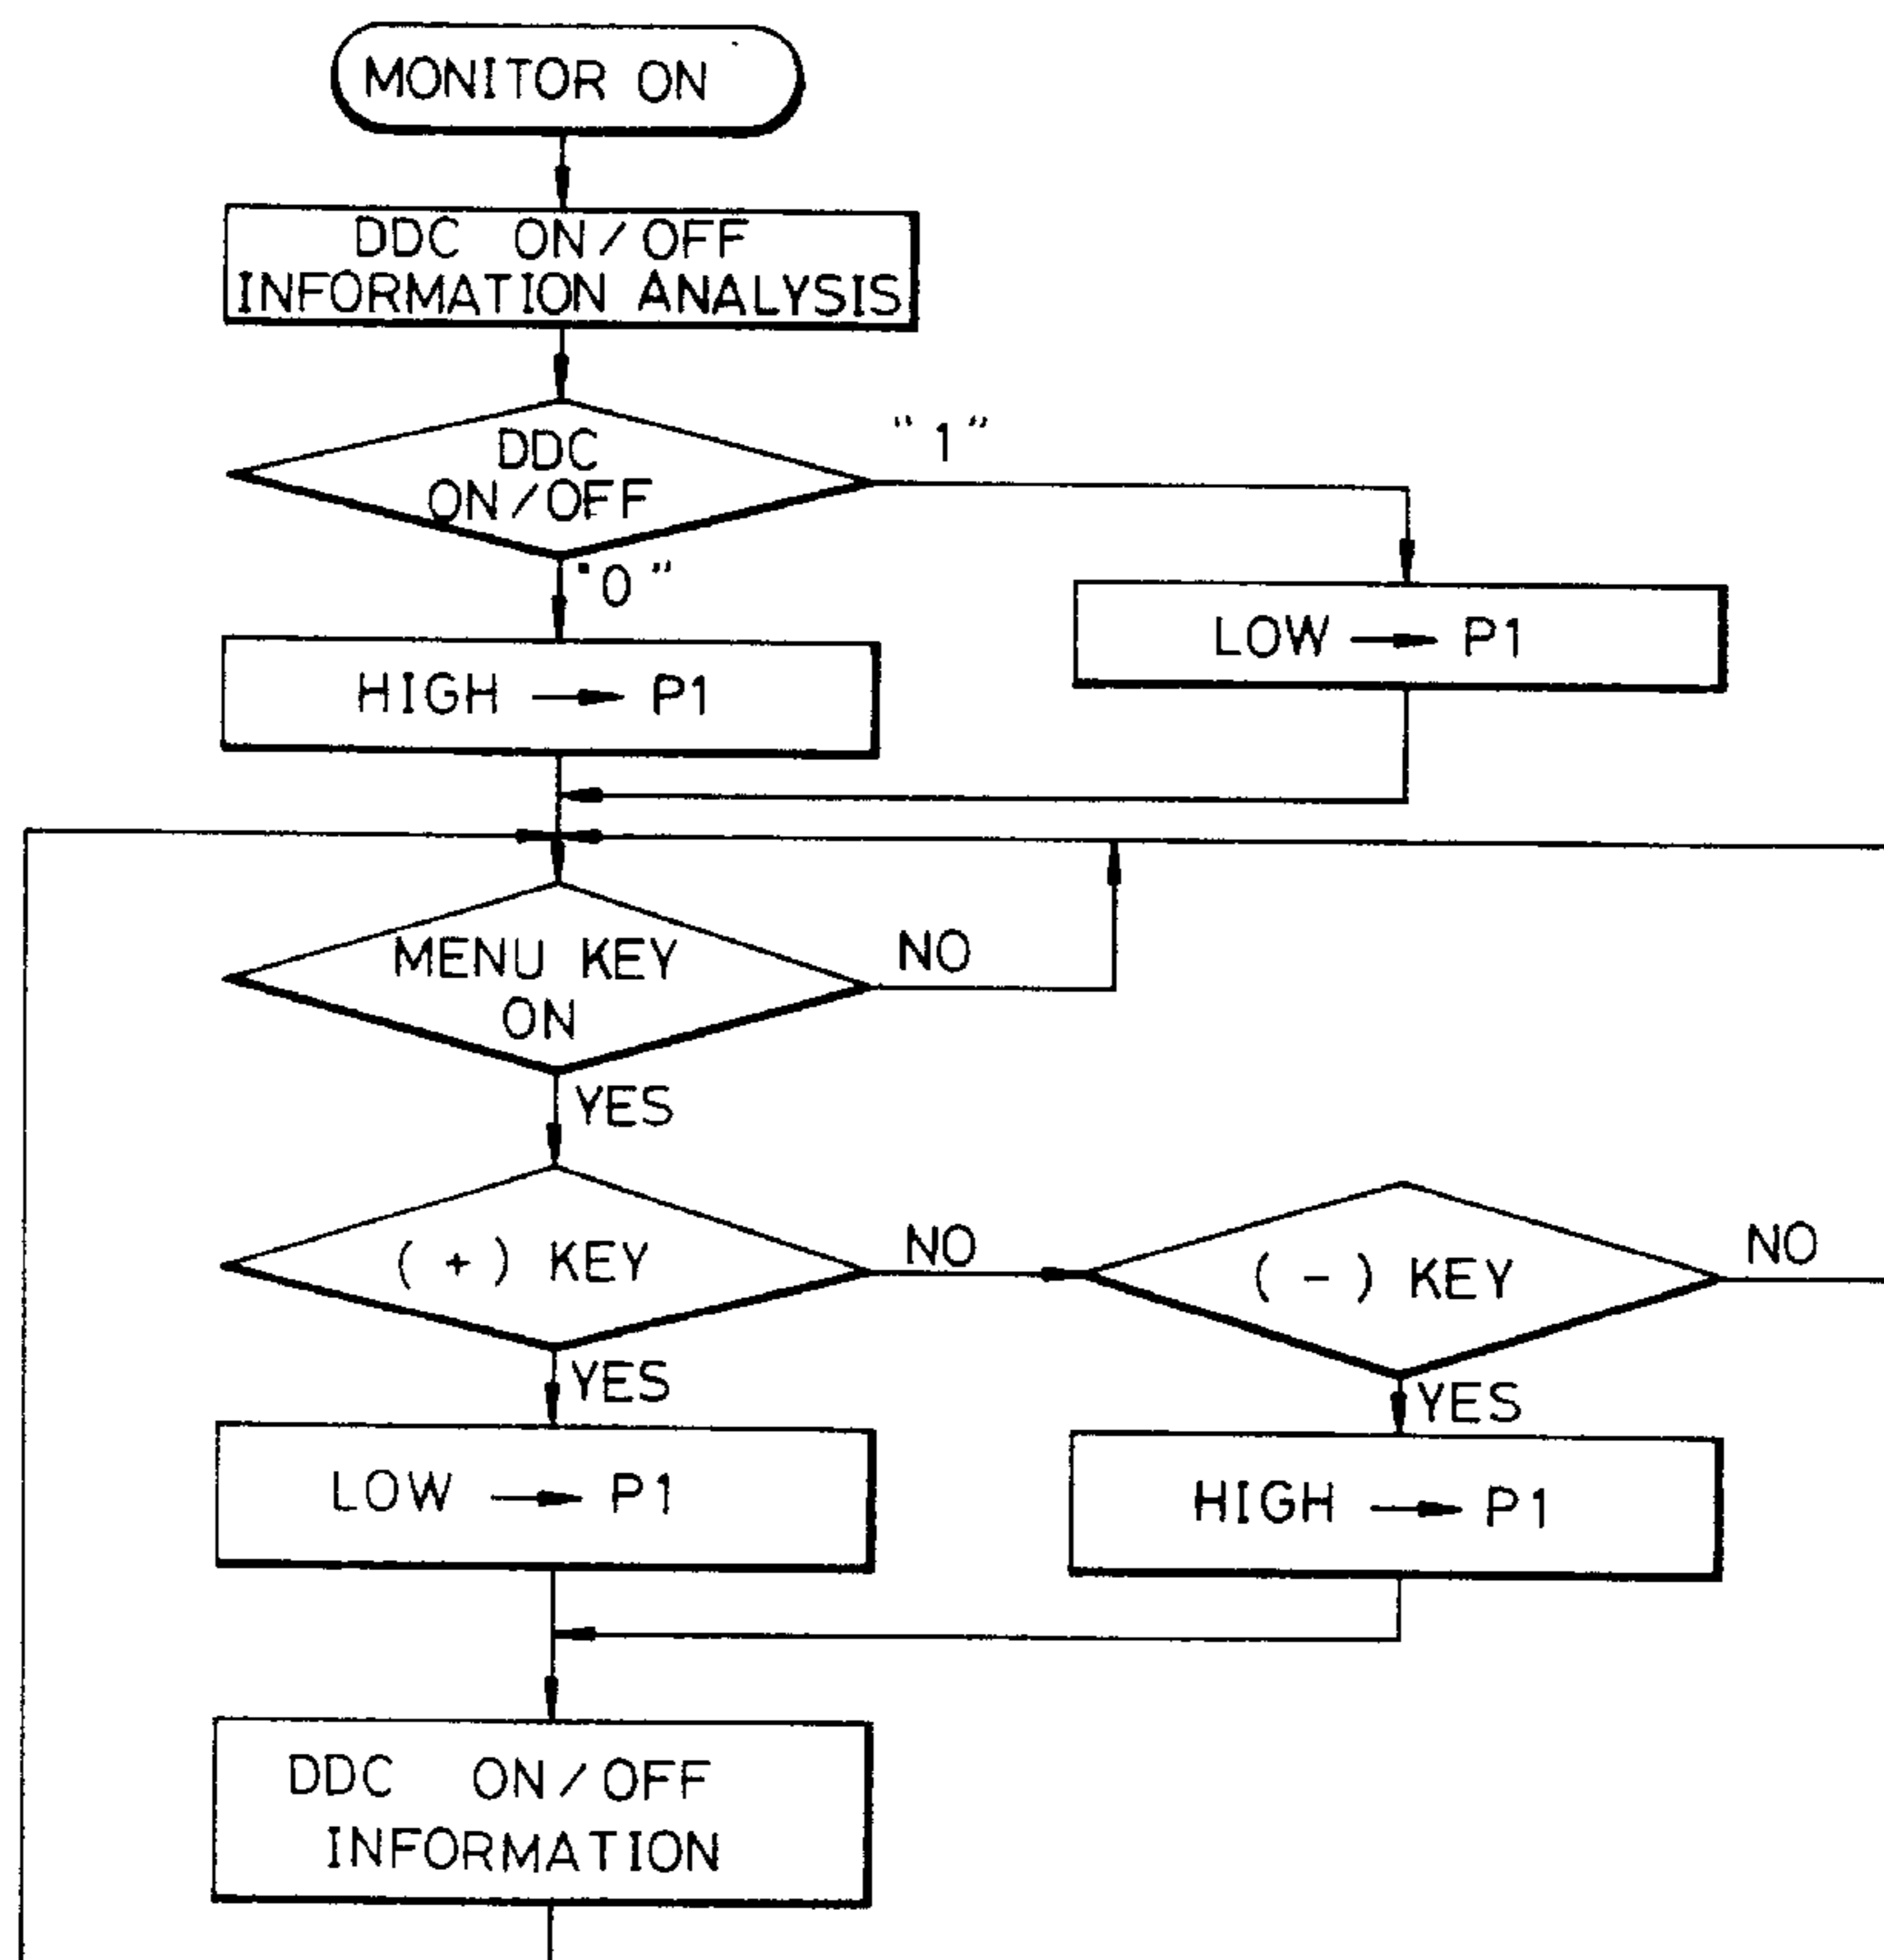 MONITOR ON
DDC ON/OFF
INFORMATION ANALYSIS
DDC
ON/OFF
"1"
"0"
LOW → P1
HIGH → P1
MENU KEY
ON
NO
YES
(+) KEY
NO
(-) KEY
NO
YES
YES
LOW → P1
HIGH → P1
DDC ON/OFF
INFORMATION